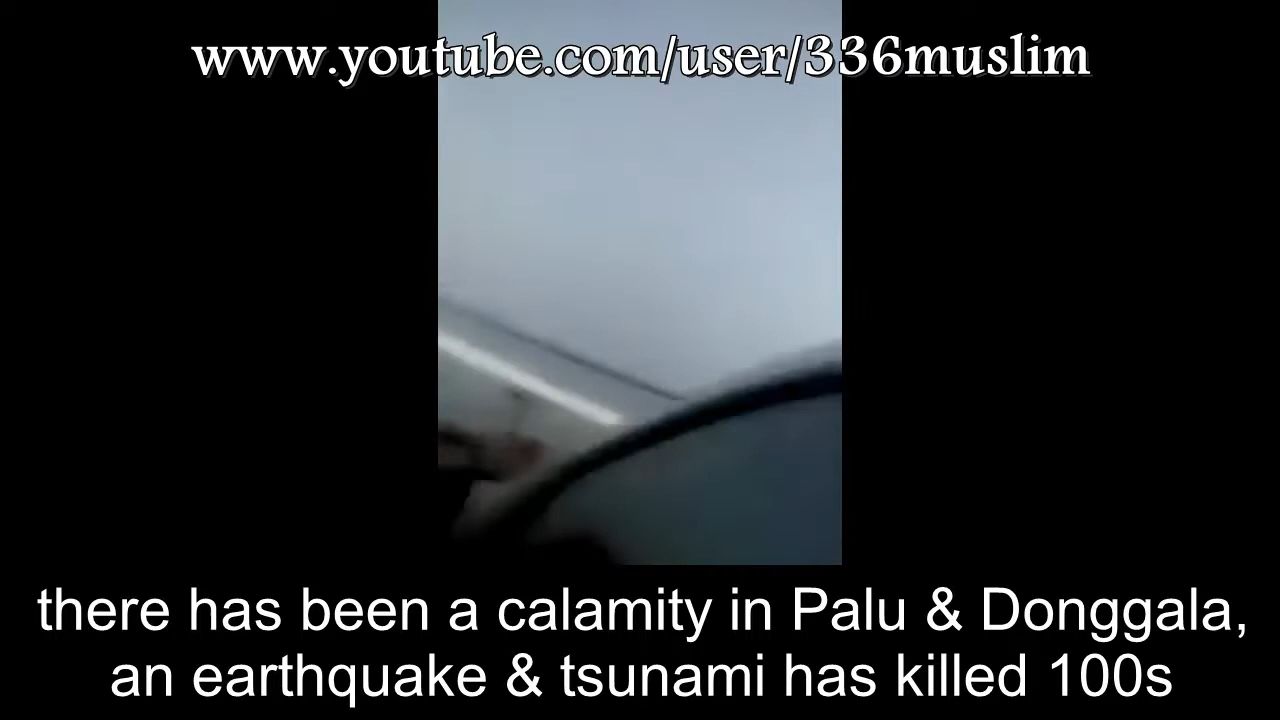 www.youtube.com/user/336muslim
there has been a calamity in Palu & Donggala,
an earthquake & tsunami has killed 100s